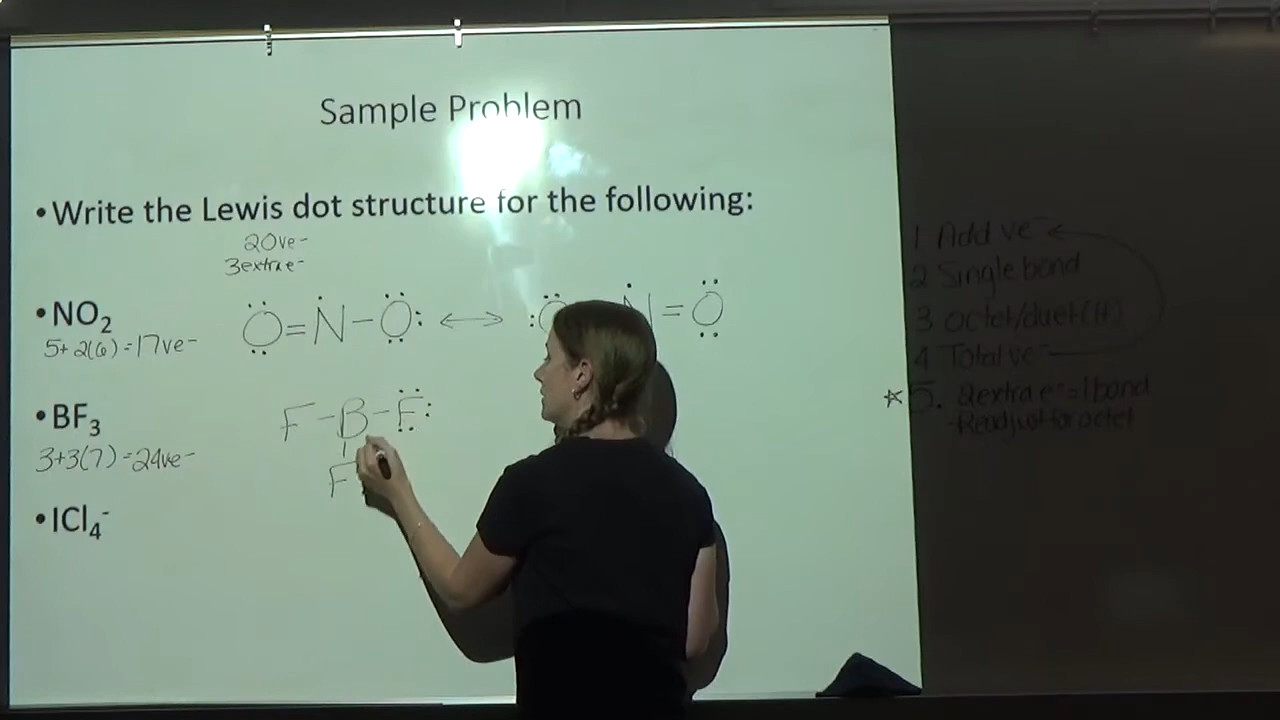 Sample Problem
• Write the Lewis dot structure for the following:
20ve-
3extra e-
• NO2
5+2(6)=17ve-
O=N-O ↔ O N=O
• BF3
3+3(7)=24ve-
F-B-F
F
• ICl4-
1 Add ve-
2 Single bond
3 octet/duet(H)
4 Total ve-
☆5. 2extra e-=1bond
-Readjust for octet